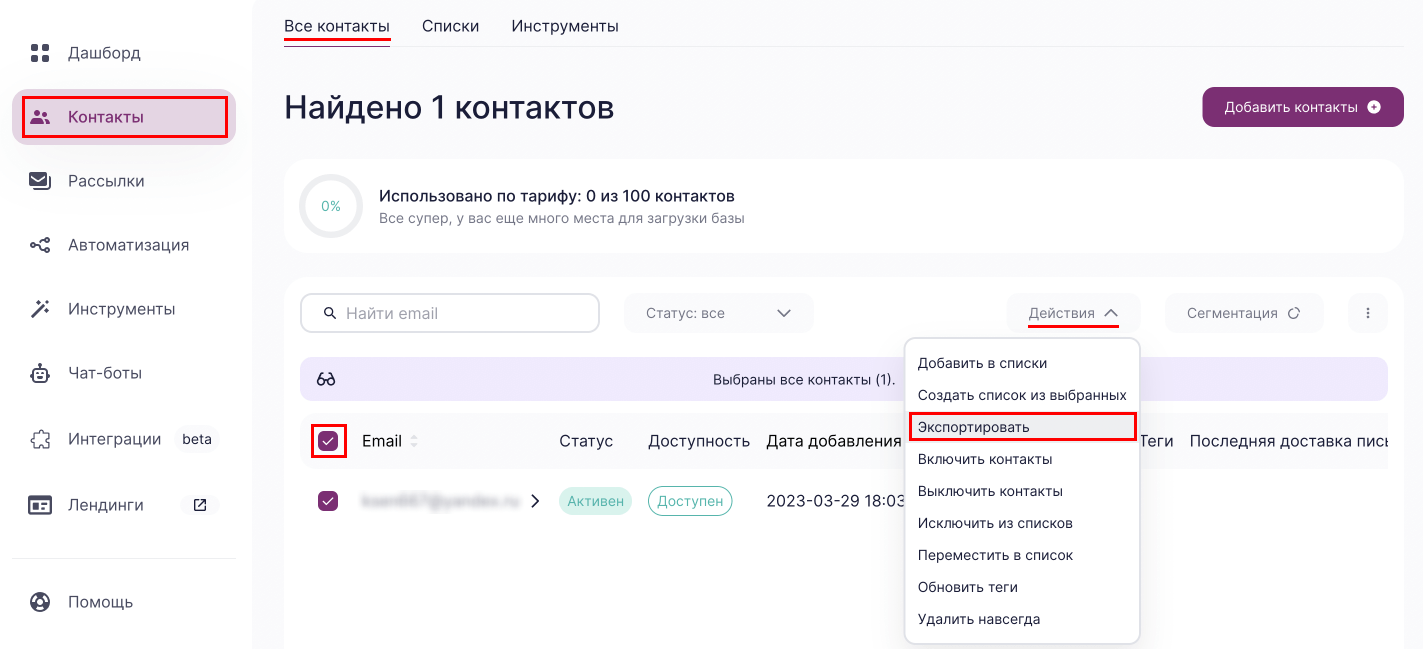 Дашборд
Контакты
Рассылки
Автоматизация
Инструменты
Чат-боты
Интеграции beta
Лендинги
Помощь
Все контакты Списки Инструменты
Найдено 1 контактов
Добавить контакты
0%
Использовано по тарифу: 0 из 100 контактов
Все супер, у вас еще много места для загрузки базы
Найти email
Статус: все
Действия
Сегментация
Выбраны все контакты (1).
Email Статус Доступность Дата добавления Теги Последняя доставка
Активен Доступен 2023-03-29 18:03
Добавить в списки
Создать список из выбранных
Экспортировать
Включить контакты
Выключить контакты
Исключить из списков
Переместить в список
Обновить теги
Удалить навсегда